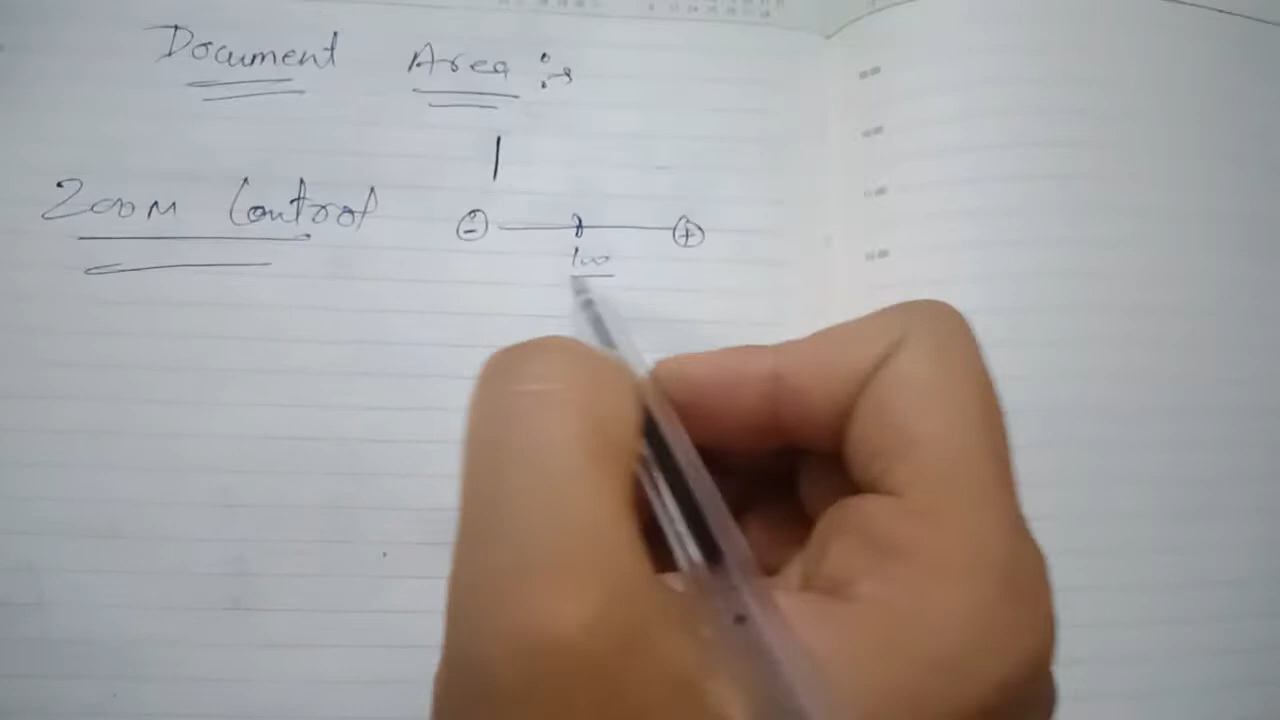 Document Area :-
|
Zoom Control - +
100